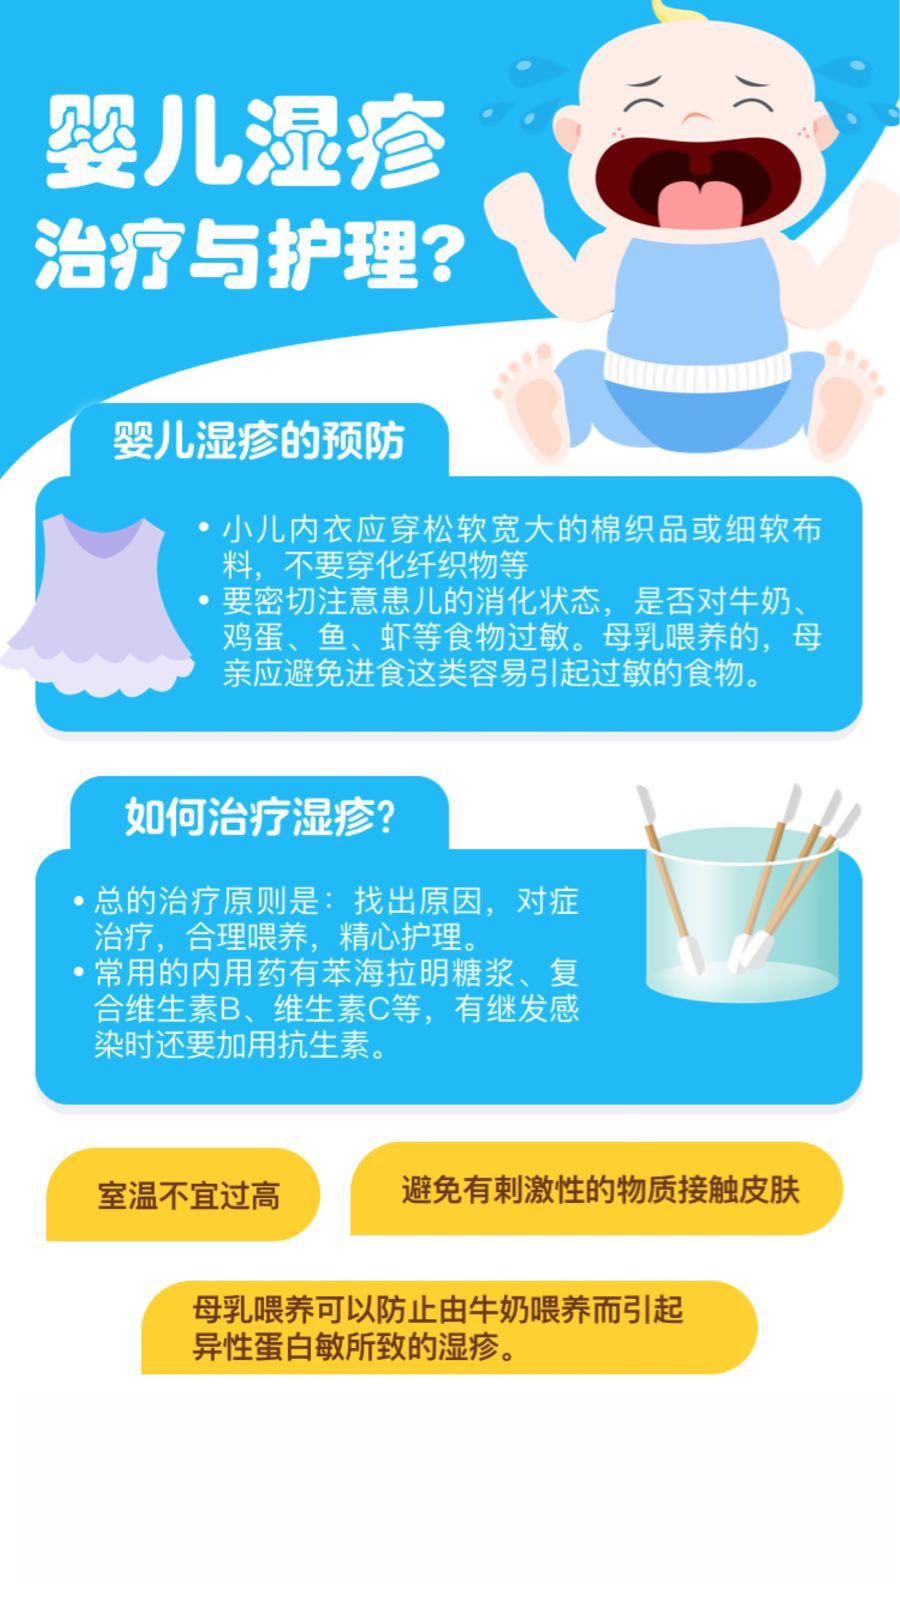 婴儿湿疹
治疗与护理?
婴儿湿疹的预防
• 小儿内衣应穿松软宽大的棉织品或细软布
料，不要穿化纤织物等
• 要密切注意患儿的消化状态，是否对牛奶、
鸡蛋、鱼、虾等食物过敏。母乳喂养的，母
亲应避免进食这类容易引起过敏的食物。
如何治疗湿疹?
• 总的治疗原则是：找出原因，对症
治疗，合理喂养，精心护理。
• 常用的内用药有苯海拉明糖浆、复
合维生素B、维生素C等，有继发感
染时还要加用抗生素。
室温不宜过高
避免有刺激性的物质接触皮肤
母乳喂养可以防止由牛奶喂养而引起
异性蛋白敏所致的湿疹。